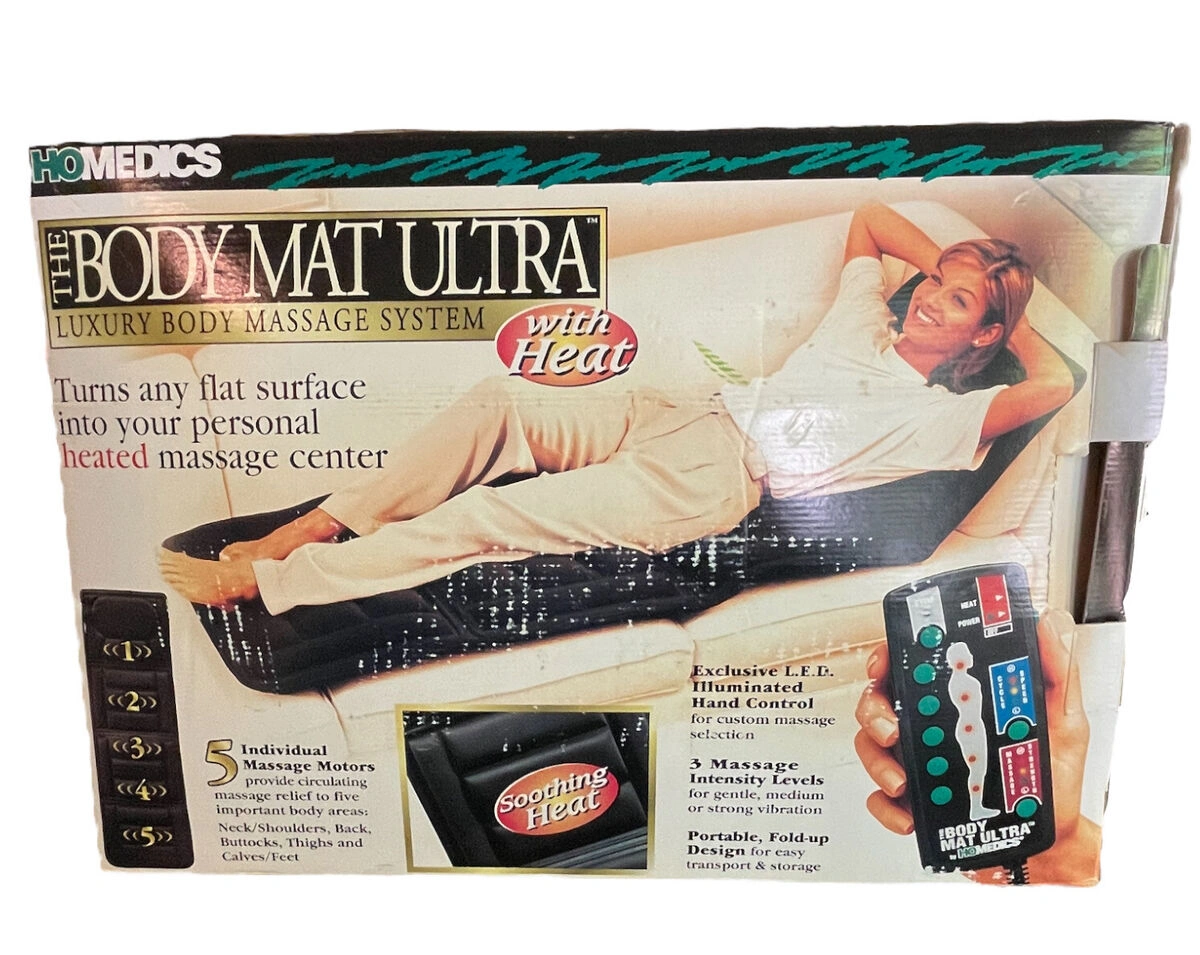 HOMEDICS
THE BODY MAT ULTRA™
LUXURY BODY MASSAGE SYSTEM
with
Heat
Turns any flat surface
into your personal
heated massage center
((1))
((2))
((3))
((4))
((5))
5 Individual
Massage Motors
provide circulating
massage relief to five
important body areas:
Neck/Shoulders, Back,
Buttocks, Thighs and
Calves/Feet
Soothing
Heat
Exclusive L.E.D.
Illuminated
Hand Control
for custom massage
selection
3 Massage
Intensity Levels
for gentle, medium
or strong vibration
Portable, Fold-up
Design for easy
transport & storage
HEAT
POWER
OFF
CYCLE
SPEED
MASSAGE
STRENGTH
THE BODY
MAT ULTRA™
by HOMEDICS